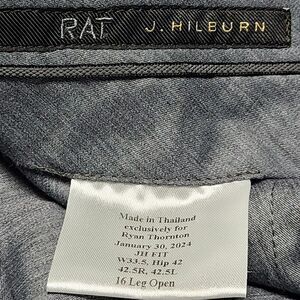 RAT J. HILBURN
Made in Thailand
exclusively for
Ryan Thornton
January 30, 2024
JH FIT
W33.5, Hip 42
42.5R, 42.5L
16 Leg Open